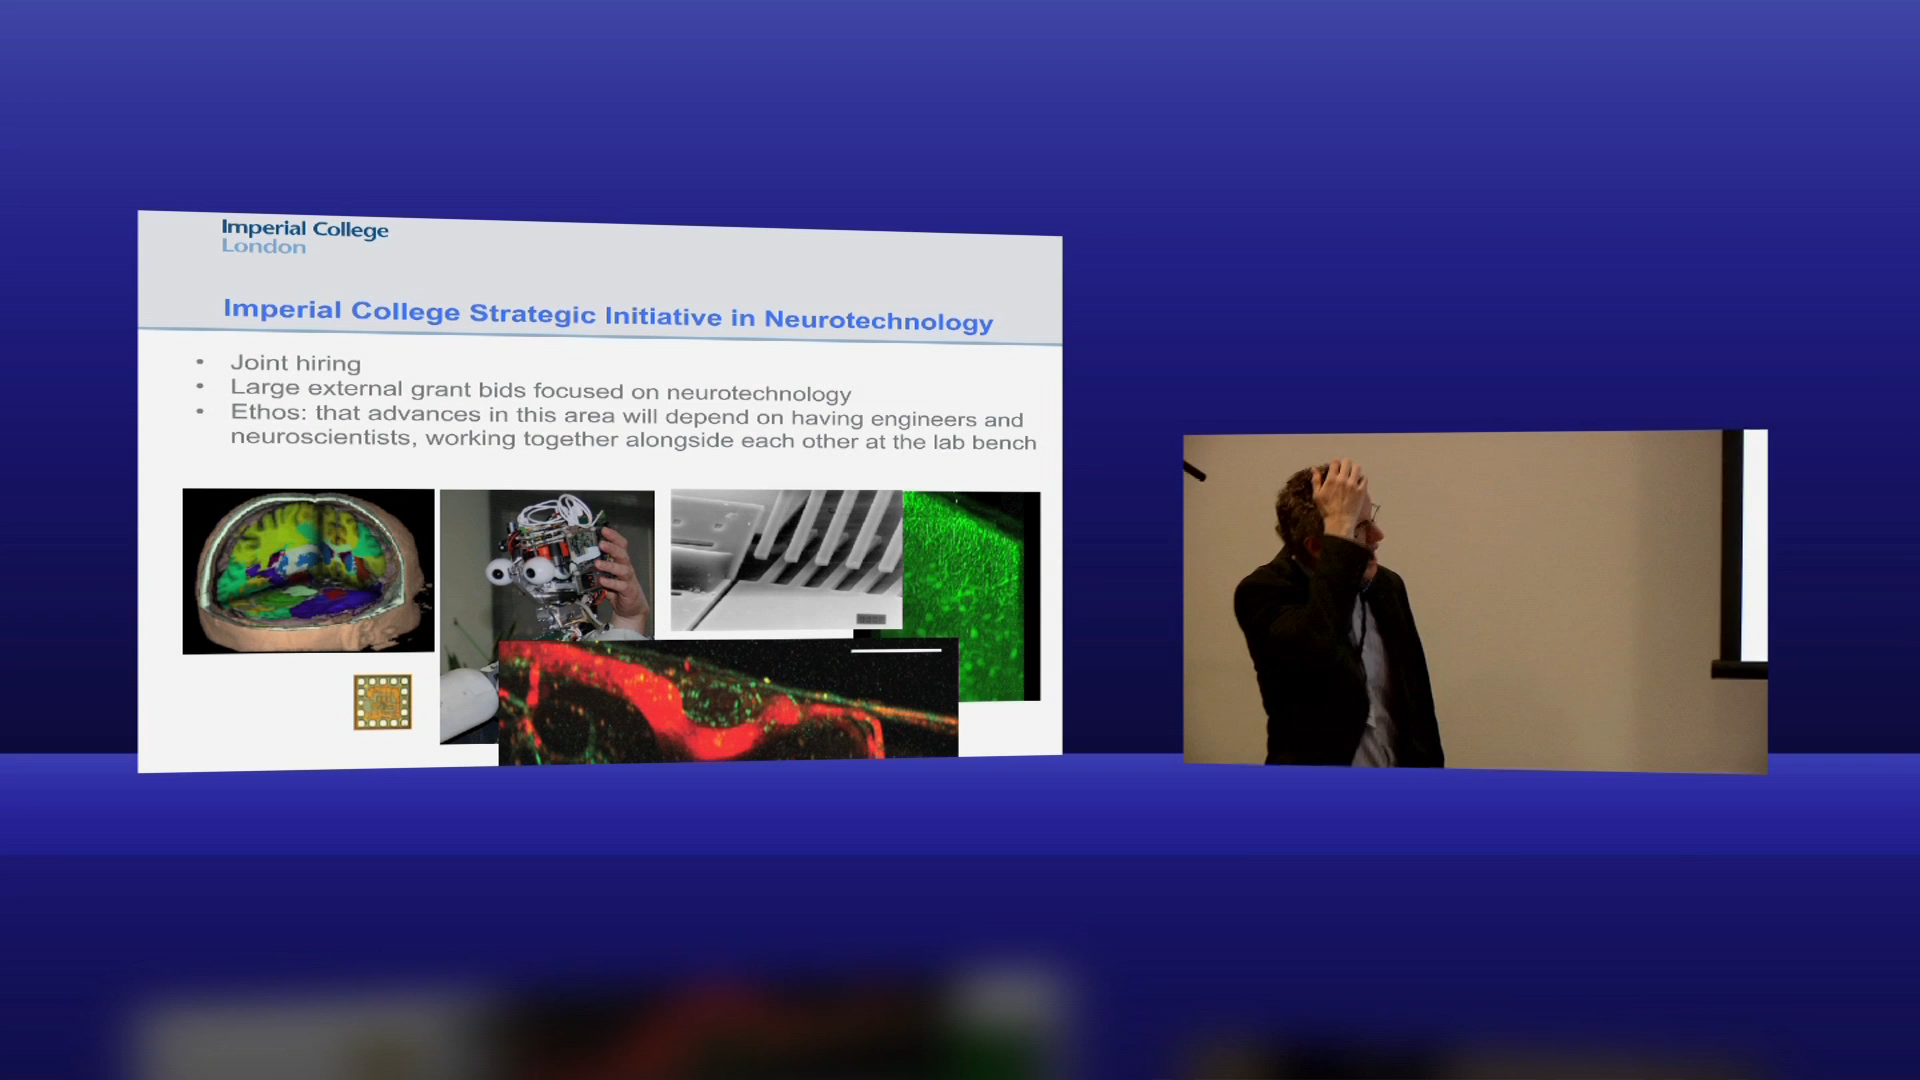 Imperial College
London
Imperial College Strategic Initiative in Neurotechnology
• Joint hiring
• Large external grant bids focused on neurotechnology
• Ethos: that advances in this area will depend on having engineers and
neuroscientists, working together alongside each other at the lab bench